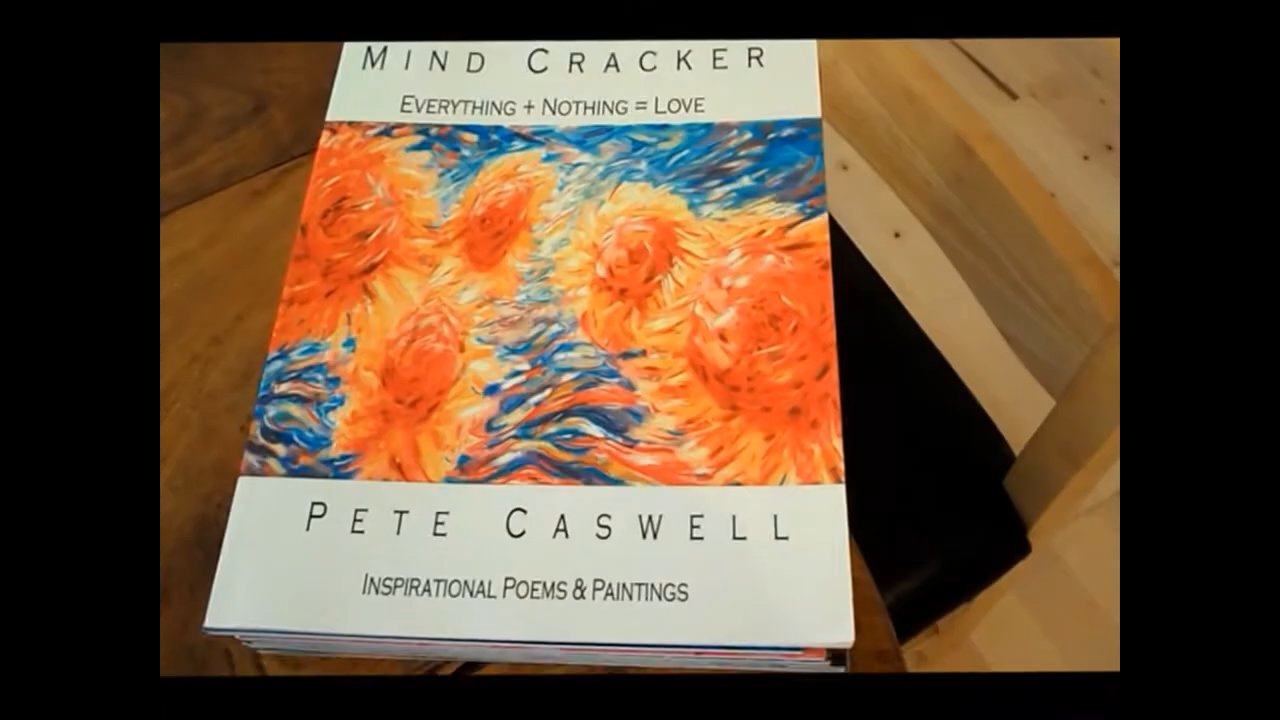 MIND CRACKER
EVERYTHING + NOTHING = LOVE
PETE CASWELL
INSPIRATIONAL POEMS & PAINTINGS